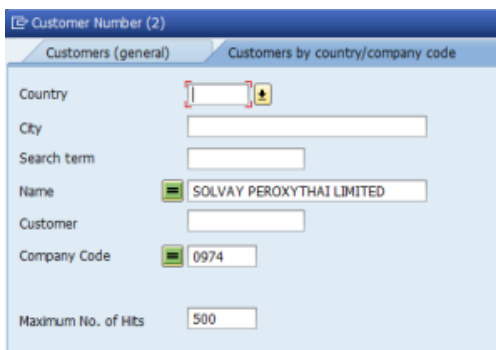 Customer Number (2)
Customers (general) Customers by country/company code
Country
City
Search term
Name SOLVAY PEROXYTHAI LIMITED
Customer
Company Code 0974
Maximum No. of Hits 500